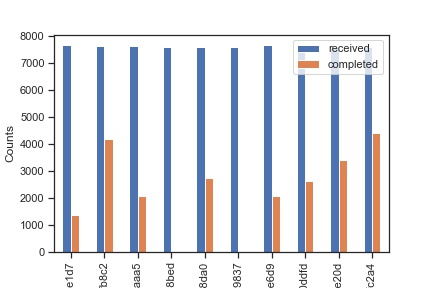 8000
7000
6000
5000
4000
3000
2000
1000
0
Counts
received
completed
e1d7
b8c2
aaa5
8bed
8da0
9837
e6d9
ddfd
e20d
c2a4